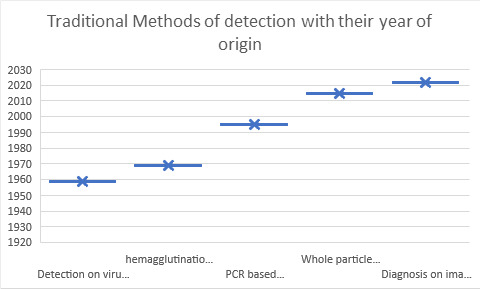 Traditional Methods of detection with their year of
origin
2030
2020
2010
2000
1990
1980
1970
1960
1950
1940
1930
1920
hemagglutinatio...
Whole particle...
Detection on viru...
PCR based...
Diagnosis on ima...